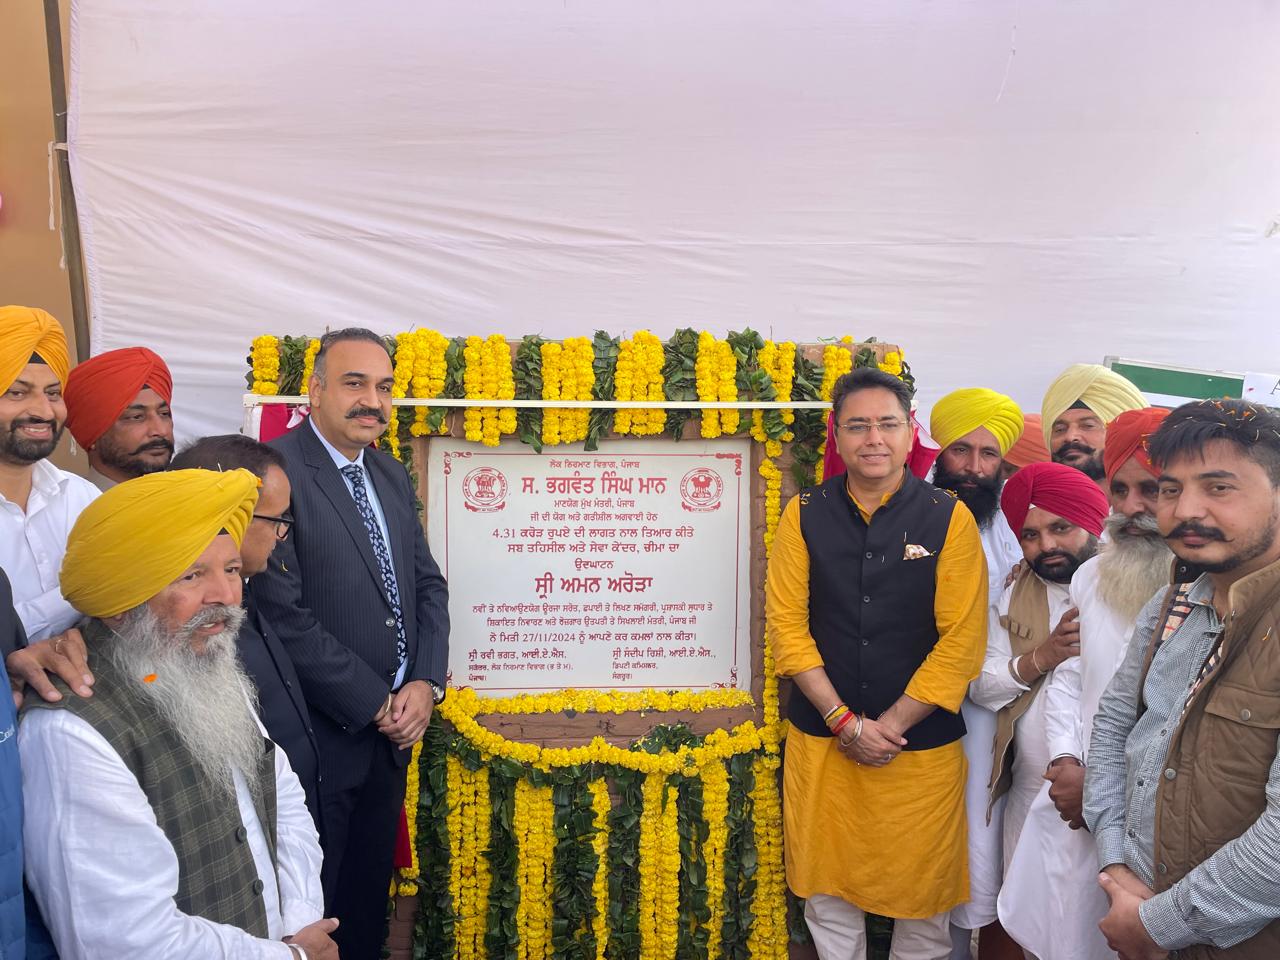 ਲੋਕ ਨਿਰਮਾਣ ਵਿਭਾਗ, ਪੰਜਾਬ
ਸ. ਭਗਵੰਤ ਸਿੰਘ ਮਾਨ
ਮਾਣਯੋਗ ਮੁੱਖ ਮੰਤਰੀ, ਪੰਜਾਬ
ਜੀ ਦੀ ਯੋਗ ਅਤੇ ਗਤੀਸ਼ੀਲ ਅਗਵਾਈ ਹੇਠ
4.31 ਕਰੋੜ ਰੁਪਏ ਦੀ ਲਾਗਤ ਨਾਲ ਤਿਆਰ ਕੀਤੇ
ਸਬ ਤਹਿਸੀਲ ਅਤੇ ਸੇਵਾ ਕੇਂਦਰ, ਚੀਮਾ ਦਾ
ਉਦਘਾਟਨ
ਸ੍ਰੀ ਅਮਨ ਅਰੋੜਾ
ਨਵੀਂ ਤੇ ਨਵਿਆਉਣਯੋਗ ਊਰਜਾ ਸਰੋਤ, ਛਪਾਈ ਤੇ ਲਿਖਣ ਸਮੱਗਰੀ, ਪ੍ਰਸ਼ਾਸਕੀ ਸੁਧਾਰ ਤੇ
ਸ਼ਿਕਾਇਤ ਨਿਵਾਰਣ ਅਤੇ ਰੋਜ਼ਗਾਰ ਉਤਪਤੀ ਤੇ ਸਿਖਲਾਈ ਮੰਤਰੀ, ਪੰਜਾਬ ਜੀ
ਨੇ ਮਿਤੀ 27/11/2024 ਨੂੰ ਆਪਣੇ ਕਰ ਕਮਲਾਂ ਨਾਲ ਕੀਤਾ।
ਸ੍ਰੀ ਰਵੀ ਭਗਤ, ਆਈ.ਏ.ਐਸ. ਸ੍ਰੀ ਸੰਦੀਪ ਰਿਸ਼ੀ, ਆਈ.ਏ.ਐਸ.,
ਸਕੱਤਰ, ਲੋਕ ਨਿਰਮਾਣ ਵਿਭਾਗ (ਭ ਤੇ ਮ), ਡਿਪਟੀ ਕਮਿਸ਼ਨਰ,
ਪੰਜਾਬ। ਸੰਗਰੂਰ।